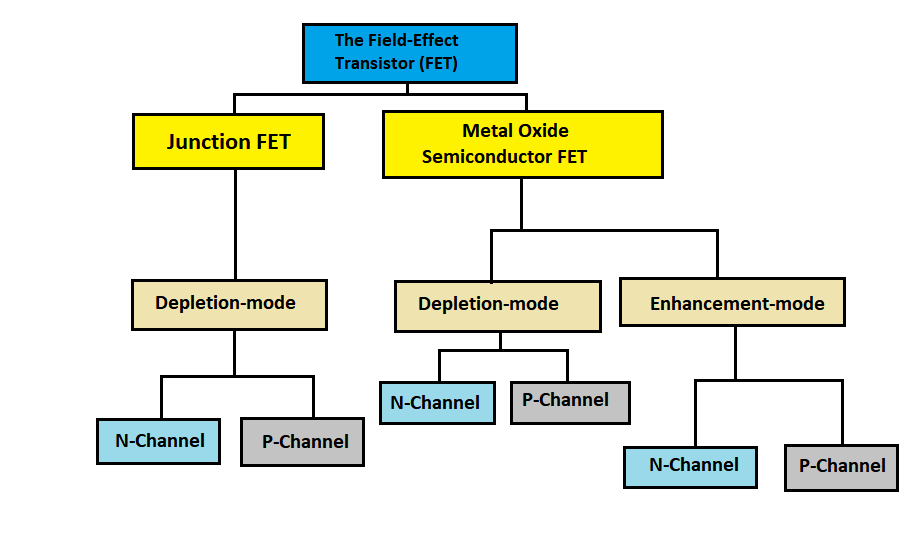 The Field-Effect
Transistor (FET)
Junction FET
Metal Oxide
Semiconductor FET
Depletion-mode
Depletion-mode
Enhancement-mode
N-Channel
P-Channel
N-Channel
P-Channel
N-Channel
P-Channel